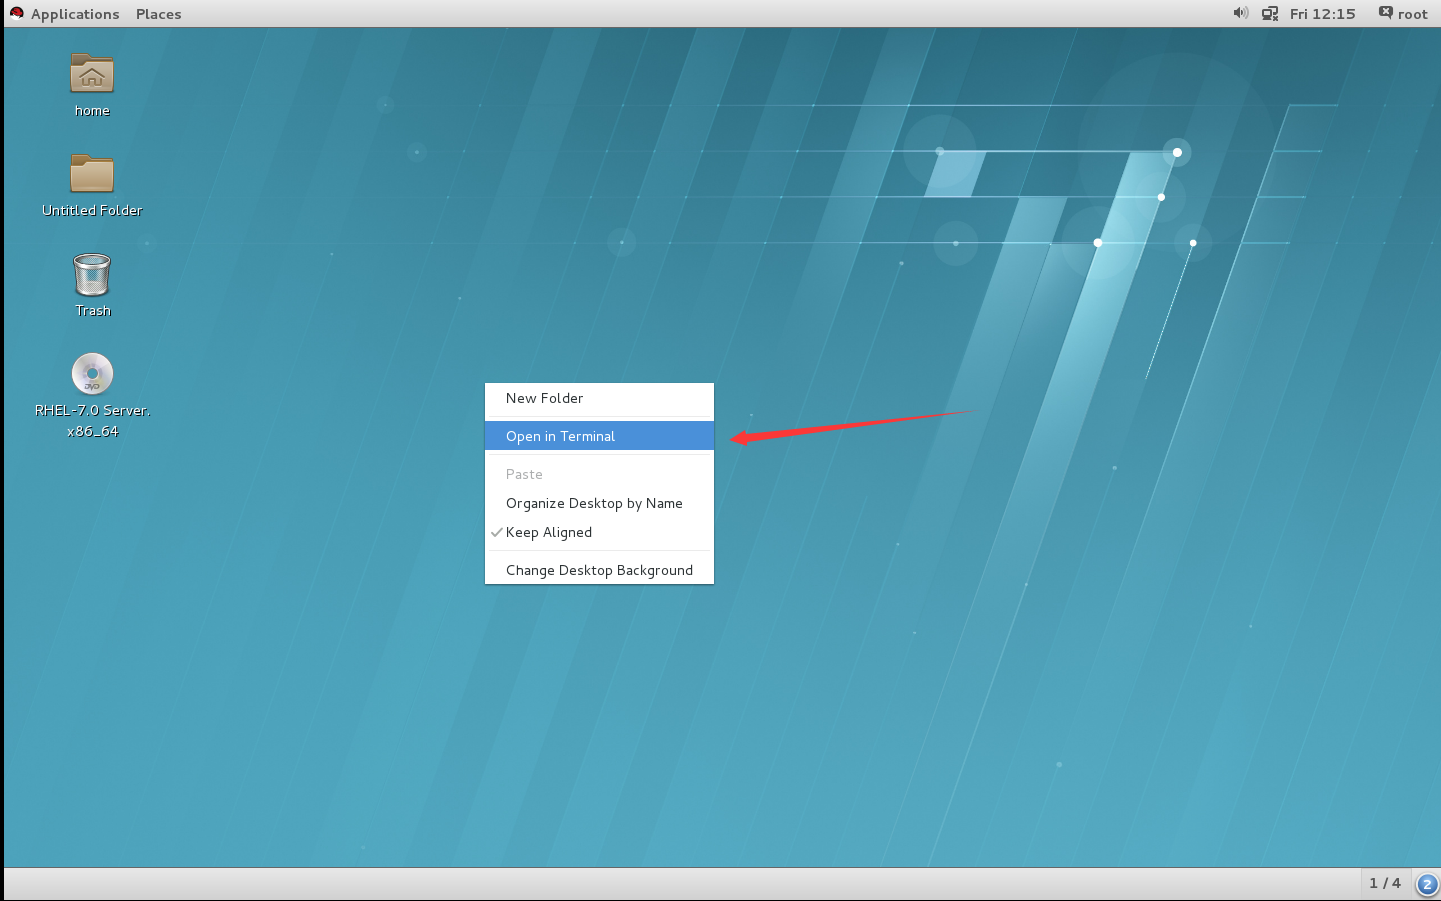 Applications Places Fri 12:15 root
home
Untitled Folder
Trash
DVD
RHEL-7.0 Server.
x86_64
New Folder
Open in Terminal
Paste
Organize Desktop by Name
Keep Aligned
Change Desktop Background
1 / 4 2